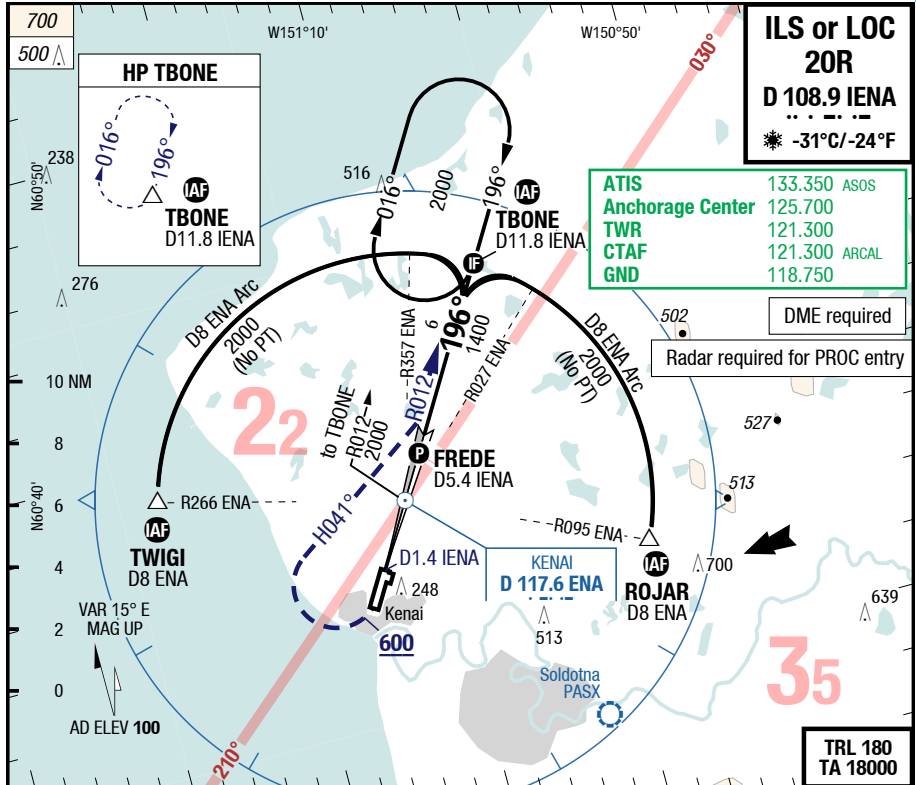 700
500
HP TBONE
016°
196°
IAF
TBONE
D11.8 IENA
W151°10'
W150°50'
030°
ILS or LOC
20R
D 108.9 IENA
-31°C/-24°F
ATIS 133.350 ASOS
Anchorage Center 125.700
TWR 121.300
CTAF 121.300 ARCAL
GND 118.750
DME required
Radar required for PROC entry
N60°50'
238
276
516
016°
2000
196°
IAF
TBONE
D11.8 IENA
IF
D8 ENA Arc
2000
(No PT)
R357 ENA
6
196°
1400
R027 ENA
D8 ENA Arc
2000
(No PT)
502
527
513
10 NM
8
6
4
2
0
N60°40'
22
to TBONE
R012
2000
R012
H041°
P
FREDE
D5.4 IENA
R266 ENA
IAF
TWIGI
D8 ENA
R095 ENA
IAF
ROJAR
D8 ENA
700
639
D1.4 IENA
248
Kenai
600
KENAI
D 117.6 ENA
513
Soldotna
PASX
35
VAR 15° E
MAG UP
AD ELEV 100
210°
TRL 180
TA 18000